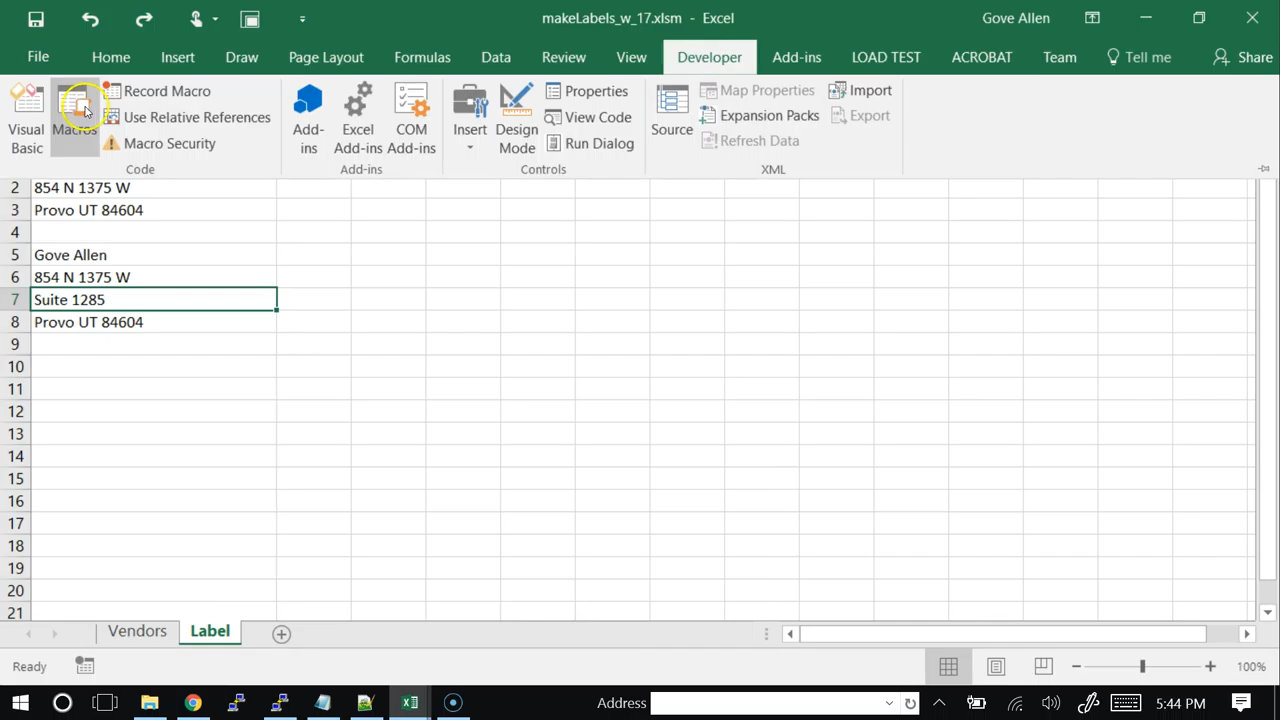 makeLabels_w_17.xlsm - Excel
Gove Allen
File
Home
Insert
Draw
Page Layout
Formulas
Data
Review
View
Developer
Add-ins
LOAD TEST
ACROBAT
Team
Tell me
Share
Visual Basic
Macros
Record Macro
Use Relative References
Macro Security
Code
Add-ins
Excel Add-ins
COM Add-ins
Add-ins
Insert
Design Mode
Properties
View Code
Run Dialog
Controls
Source
Map Properties
Expansion Packs
Refresh Data
Import
Export
XML
2 854 N 1375 W
3 Provo UT 84604
4
5 Gove Allen
6 854 N 1375 W
7 Suite 1285
8 Provo UT 84604
9
10
11
12
13
14
15
16
17
18
19
20
21
Vendors
Label
Ready
100%
Address
5:44 PM